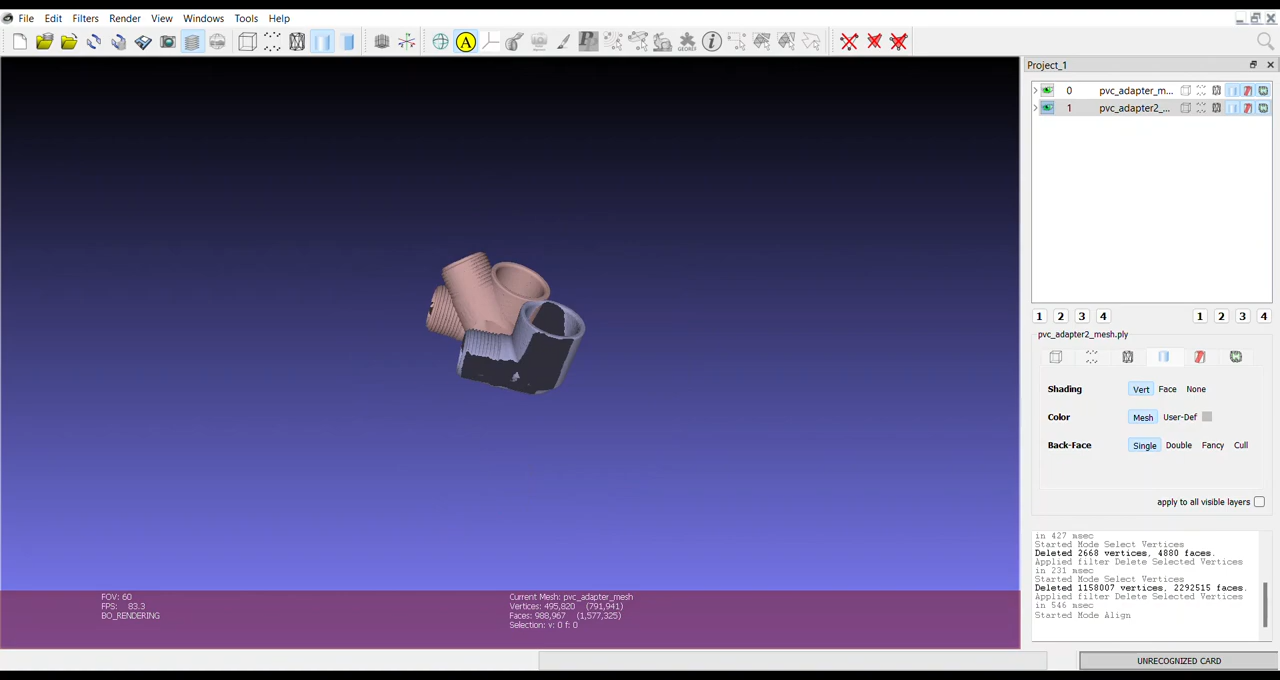 File Edit Filters Render View Windows Tools Help
A
P
GEOREF
Project_1
0 pvc_adapter_m...
1 pvc_adapter2_...
1 2 3 4 1 2 3 4
pvc_adapter2_mesh.ply
Shading Vert Face None
Color Mesh User-Def
Back-Face Single Double Fancy Cull
apply to all visible layers
in 427 msec
Started Mode Select Vertices
Deleted 2668 vertices, 4880 faces.
Applied filter Delete Selected Vertices
in 231 msec
Started Mode Select Vertices
Deleted 1158007 vertices, 2292515 faces.
Applied filter Delete Selected Vertices
in 546 msec
Started Mode Align
FOV: 60
FPS: 83.3
BO_RENDERING
Current Mesh: pvc_adapter_mesh
Vertices: 495,820 (791,941)
Faces: 988,967 (1,577,325)
Selection: v: 0 f: 0
UNRECOGNIZED CARD